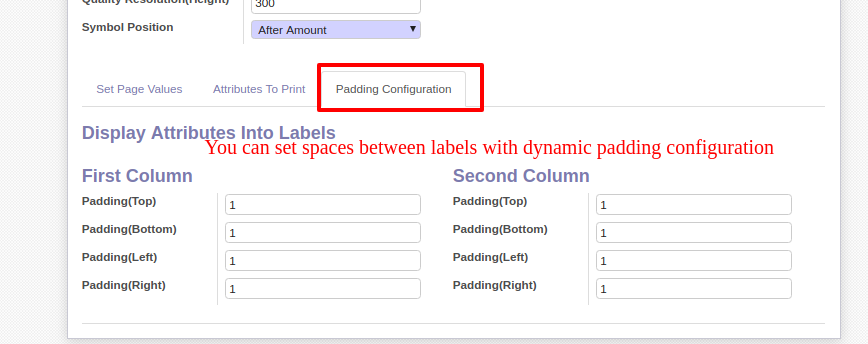 Quality Resolution(Height) 300
Symbol Position After Amount
Set Page Values Attributes To Print Padding Configuration
Display Attributes Into Labels
You can set spaces between labels with dynamic padding configuration
First Column Second Column
Padding(Top) 1 Padding(Top) 1
Padding(Bottom) 1 Padding(Bottom) 1
Padding(Left) 1 Padding(Left) 1
Padding(Right) 1 Padding(Right) 1